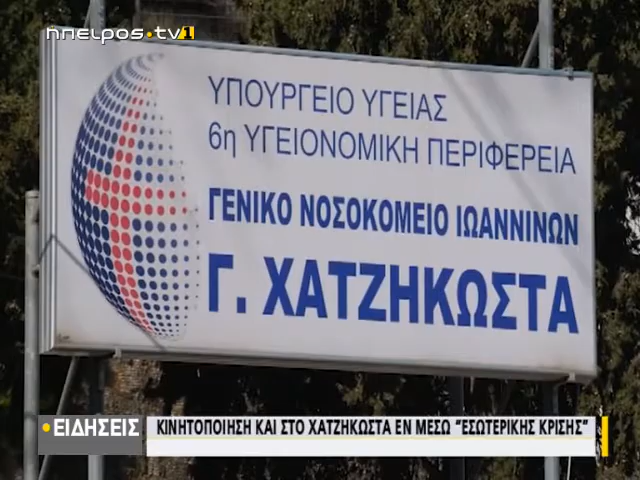 ηπειρος·tv1
ΥΠΟΥΡΓΕΙΟ ΥΓΕΙΑΣ
6η ΥΓΕΙΟΝΟΜΙΚΗ ΠΕΡΙΦΕΡΕΙΑ
ΓΕΝΙΚΟ ΝΟΣΟΚΟΜΕΙΟ ΙΩΑΝΝΙΝΩΝ
Γ. ΧΑΤΖΗΚΩΣΤΑ
·ΕΙΔΗΣΕΙΣ ΚΙΝΗΤΟΠΟΙΗΣΗ ΚΑΙ ΣΤΟ ΧΑΤΖΗΚΩΣΤΑ ΕΝ ΜΕΣΩ "ΕΣΩΤΕΡΙΚΗΣ ΚΡΙΣΗΣ"